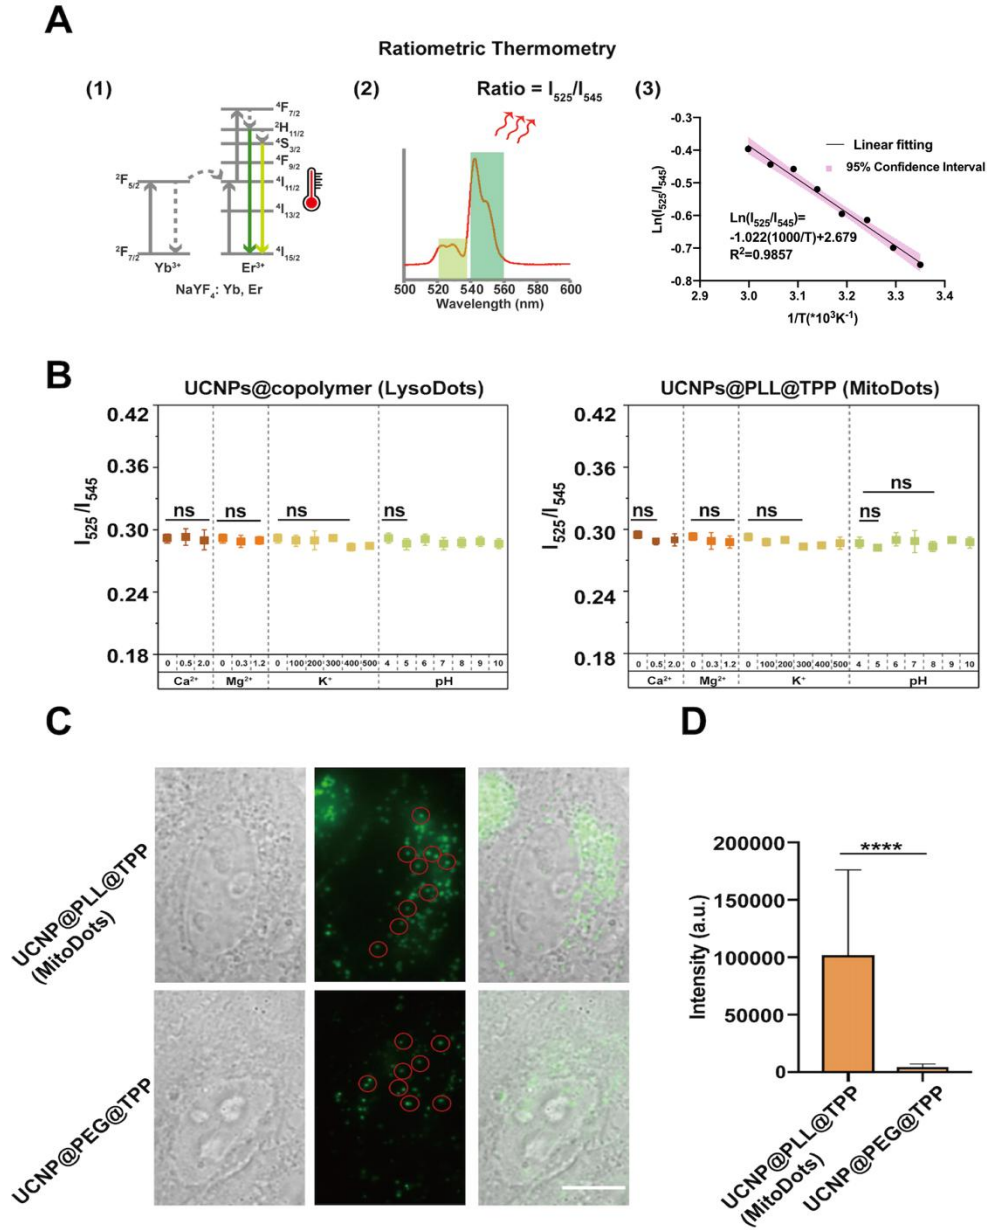 A
Ratiometric Thermometry
(1)
⁴F₇/₂
²H₁₁/₂
⁴S₃/₂
⁴F₉/₂
²F₅/₂
⁴I₁₁/₂
⁴I₁₃/₂
²F₇/₂
⁴I₁₅/₂
Yb³⁺
Er³⁺
NaYF₄: Yb, Er
(2)
Ratio = I₅₂₅/I₅₄₅
500 520 540 560 580 600
Wavelength (nm)
(3)
Ln(I₅₂₅/I₅₄₅)
-0.3
-0.4
-0.5
-0.6
-0.7
-0.8
Linear fitting
95% Confidence Interval
Ln(I₅₂₅/I₅₄₅)=
-1.022(1000/T)+2.679
R²=0.9857
2.9 3.0 3.1 3.2 3.3 3.4
1/T(*10³K⁻¹)
B
UCNPs@copolymer (LysoDots)
I₅₂₅/I₅₄₅
0.42
0.36
0.30
0.24
0.18
ns ns ns ns
0 0.5 2.0 0 0.3 1.2 0 100 200 300 400 500 4 5 6 7 8 9 10
Ca²⁺ Mg²⁺ K⁺ pH
UCNPs@PLL@TPP (MitoDots)
I₅₂₅/I₅₄₅
0.42
0.36
0.30
0.24
0.18
ns
ns ns ns ns
0 0.5 2.0 0 0.3 1.2 0 100 200 300 400 500 4 5 6 7 8 9 10
Ca²⁺ Mg²⁺ K⁺ pH
C
UCNP@PLL@TPP
(MitoDots)
UCNP@PEG@TPP
D
Intensity (a.u.)
200000
150000
100000
50000
0
****
UCNP@PLL@TPP
(MitoDots)
UCNP@PEG@TPP